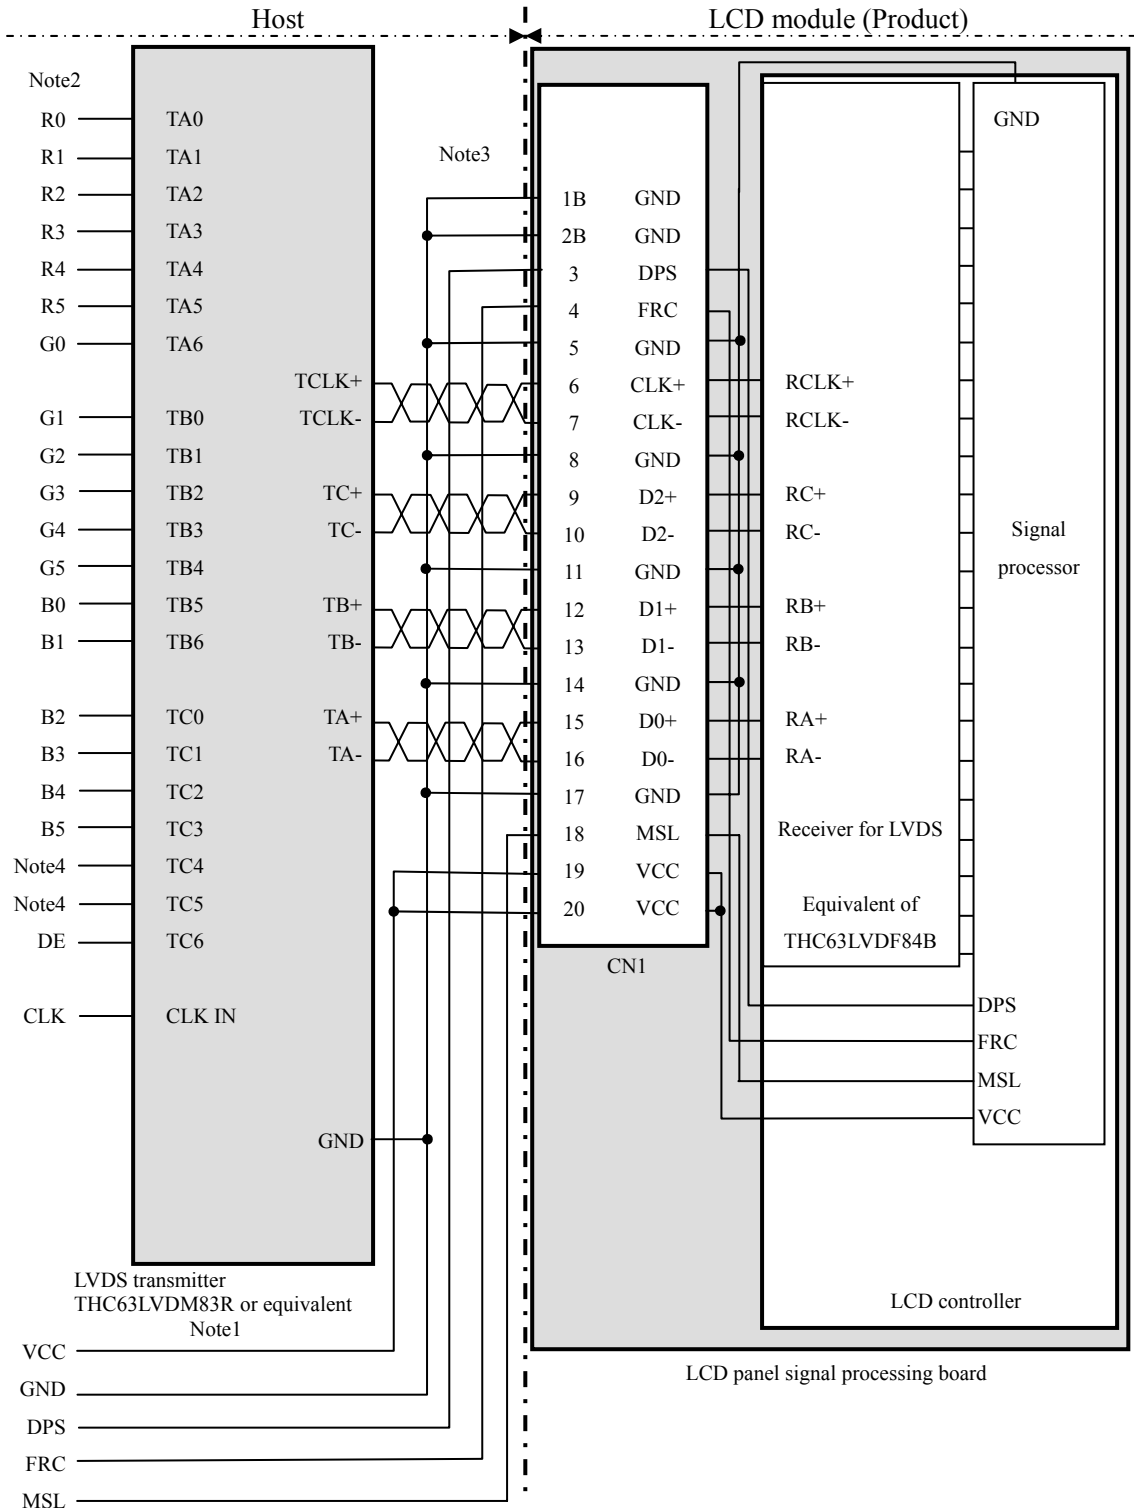 Host
LCD module (Product)
Note2
R0 TA0
R1 TA1
R2 TA2
R3 TA3
R4 TA4
R5 TA5
G0 TA6
G1 TB0
G2 TB1
G3 TB2
G4 TB3
G5 TB4
B0 TB5
B1 TB6
B2 TC0
B3 TC1
B4 TC2
B5 TC3
Note4 TC4
Note4 TC5
DE TC6
CLK CLK IN
TCLK+
TCLK-
TC+
TC-
TB+
TB-
TA+
TA-
GND
LVDS transmitter
THC63LVDM83R or equivalent
Note1
VCC
GND
DPS
FRC
MSL
Note3
1B GND
2B GND
3 DPS
4 FRC
5 GND
6 CLK+
7 CLK-
8 GND
9 D2+
10 D2-
11 GND
12 D1+
13 D1-
14 GND
15 D0+
16 D0-
17 GND
18 MSL
19 VCC
20 VCC
CN1
RCLK+
RCLK-
RC+
RC-
RB+
RB-
RA+
RA-
Receiver for LVDS
Equivalent of
THC63LVDF84B
GND
Signal
processor
DPS
FRC
MSL
VCC
LCD controller
LCD panel signal processing board